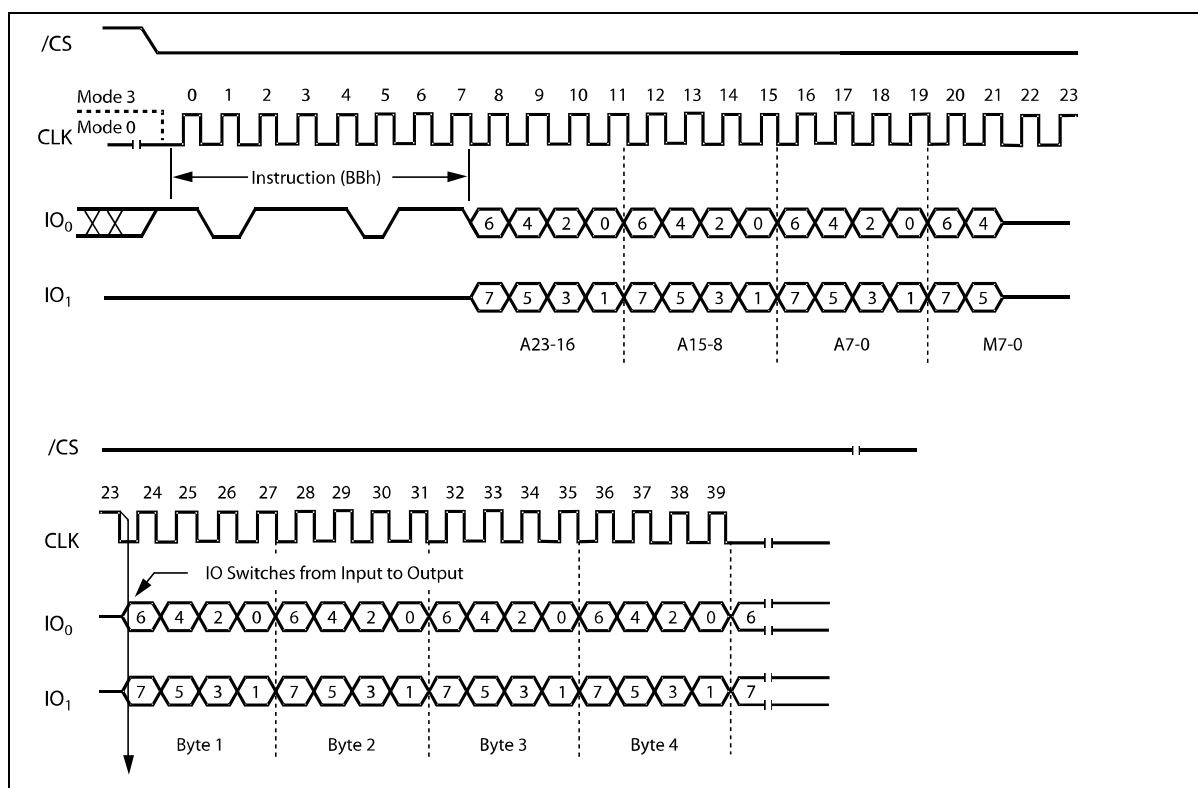 /CS
Mode 3
0 1 2 3 4 5 6 7 8 9 10 11 12 13 14 15 16 17 18 19 20 21 22 23
CLK
Mode 0
Instruction (BBh)
IO0
6 4 2 0 6 4 2 0 6 4 2 0 6 4
IO1
7 5 3 1 7 5 3 1 7 5 3 1 7 5
A23-16 A15-8 A7-0 M7-0
/CS
23 24 25 26 27 28 29 30 31 32 33 34 35 36 37 38 39
CLK
IO Switches from Input to Output
IO0
6 4 2 0 6 4 2 0 6 4 2 0 6 4 2 0 6
IO1
7 5 3 1 7 5 3 1 7 5 3 1 7 5 3 1 7
Byte 1 Byte 2 Byte 3 Byte 4